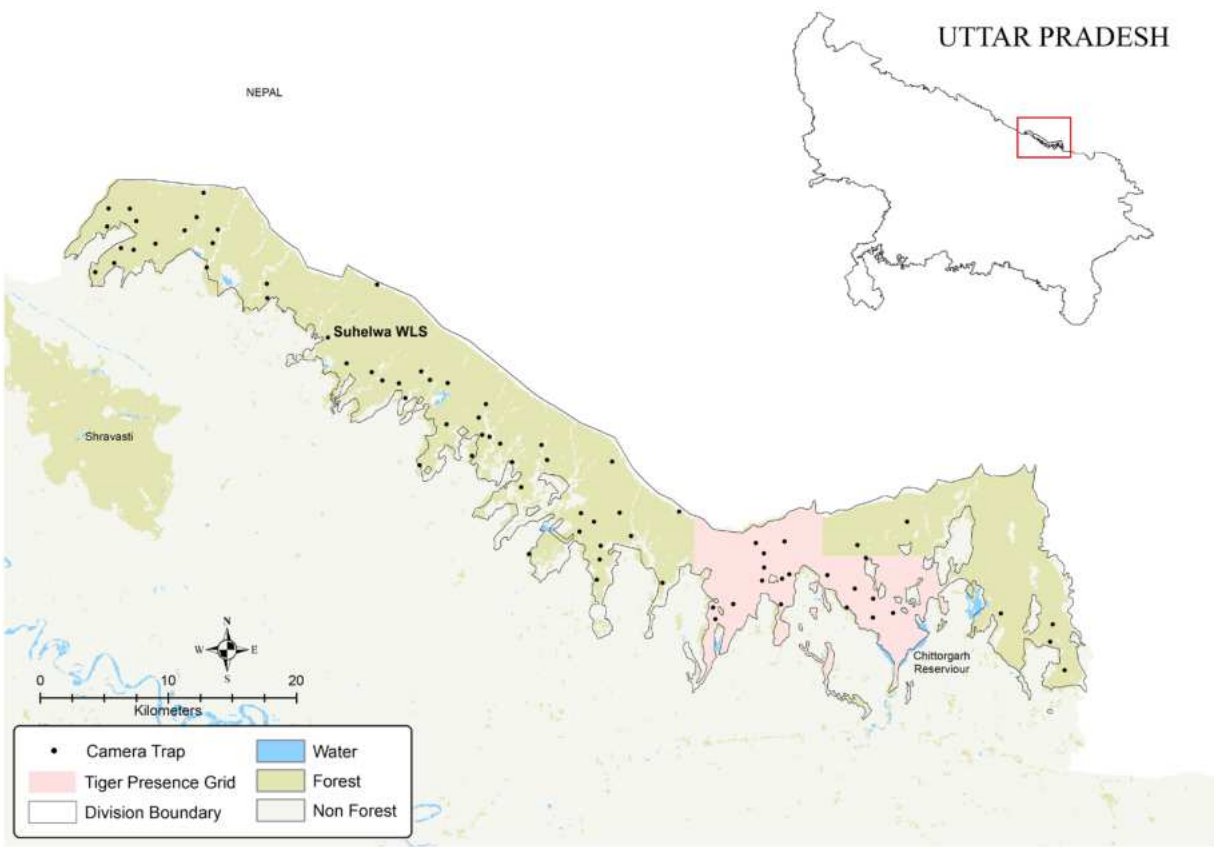 UTTAR PRADESH
NEPAL
Suhelwa WLS
Shravasti
N
W E
S
Chittorgarh
Reserviour
0 10 20
Kilometers
Camera Trap
Tiger Presence Grid
Division Boundary
Water
Forest
Non Forest